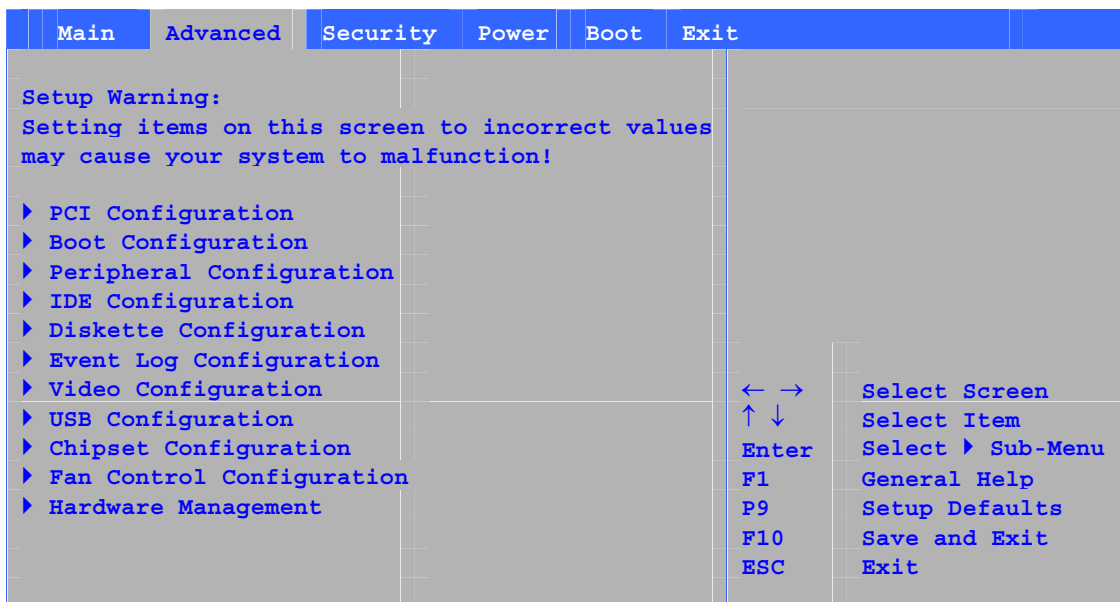 Main Advanced Security Power Boot Exit
Setup Warning:
Setting items on this screen to incorrect values
may cause your system to malfunction!
▶ PCI Configuration
▶ Boot Configuration
▶ Peripheral Configuration
▶ IDE Configuration
▶ Diskette Configuration
▶ Event Log Configuration
▶ Video Configuration
▶ USB Configuration
▶ Chipset Configuration
▶ Fan Control Configuration
▶ Hardware Management
← → Select Screen
↑ ↓ Select Item
Enter Select ▶ Sub-Menu
F1 General Help
P9 Setup Defaults
F10 Save and Exit
ESC Exit